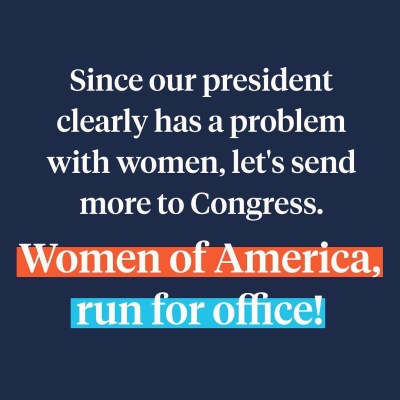 Since our president
clearly has a problem
with women, let's send
more to Congress.
Women of America,
run for office!